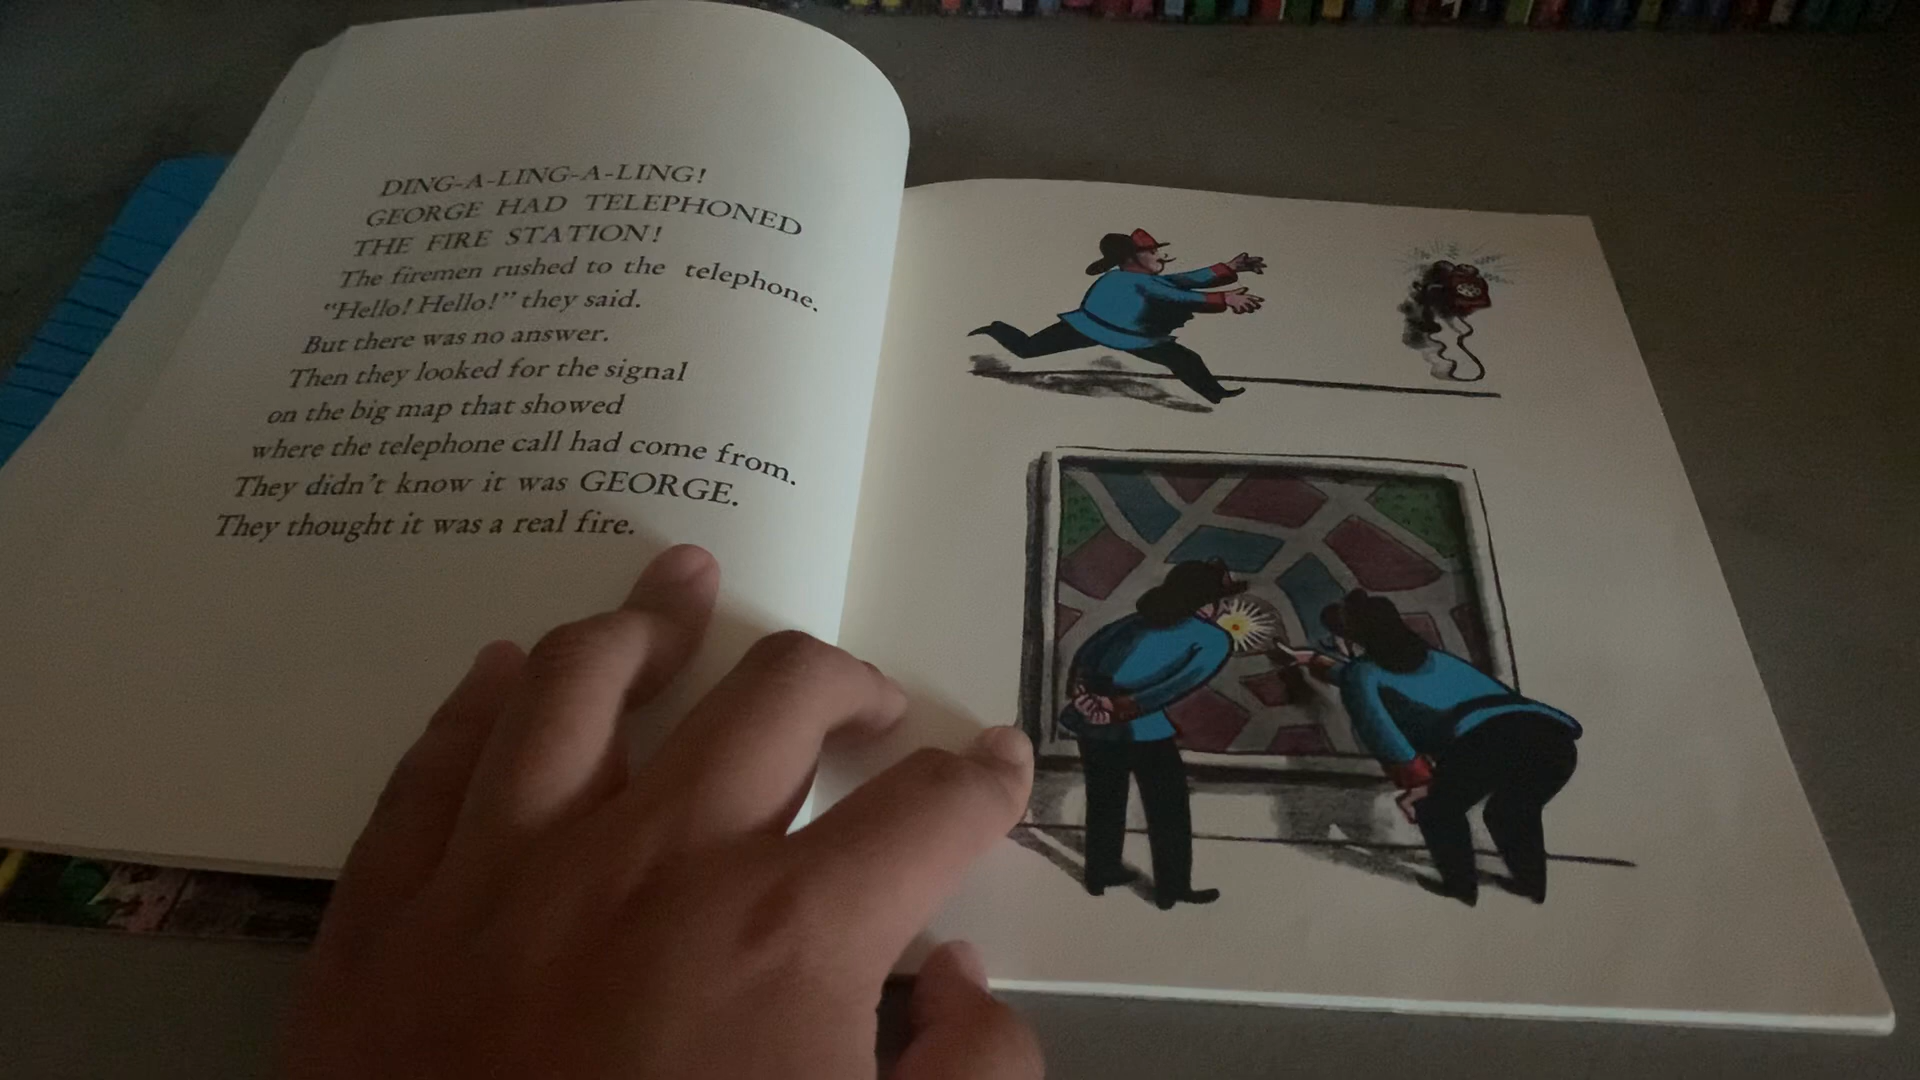 DING-A-LING-A-LING!
GEORGE HAD TELEPHONED
THE FIRE STATION!
The firemen rushed to the telephone.
“Hello! Hello!” they said.
But there was no answer.
Then they looked for the signal
on the big map that showed
where the telephone call had come from.
They didn’t know it was GEORGE.
They thought it was a real fire.